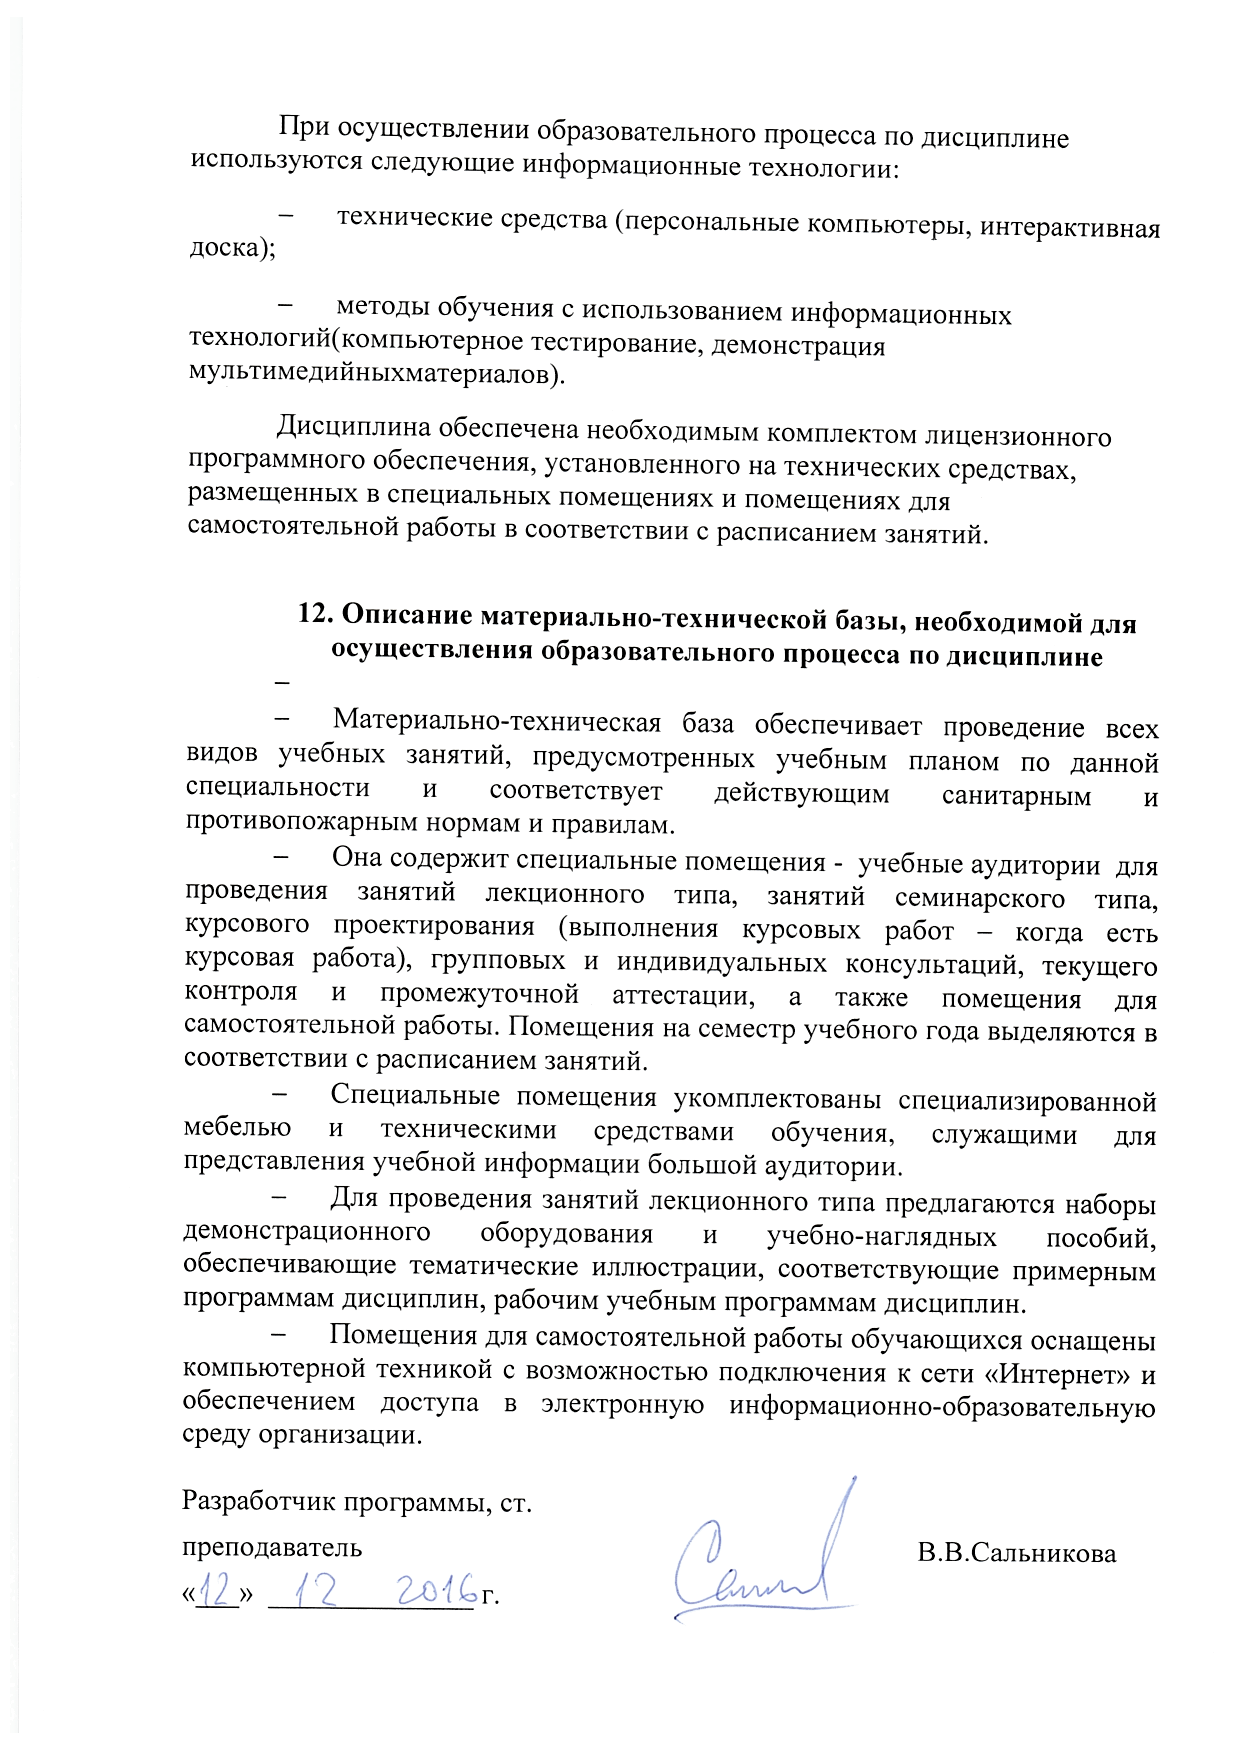 При осуществлении образовательного процесса по дисциплине
используются следующие информационные технологии:
– технические средства (персональные компьютеры, интерактивная
доска);
– методы обучения с использованием информационных
технологий(компьютерное тестирование, демонстрация
мультимедийныхматериалов).
Дисциплина обеспечена необходимым комплектом лицензионного
программного обеспечения, установленного на технических средствах,
размещенных в специальных помещениях и помещениях для
самостоятельной работы в соответствии с расписанием занятий.
12. Описание материально-технической базы, необходимой для
осуществления образовательного процесса по дисциплине
–
– Материально-техническая база обеспечивает проведение всех
видов учебных занятий, предусмотренных учебным планом по данной
специальности и соответствует действующим санитарным и
противопожарным нормам и правилам.
– Она содержит специальные помещения - учебные аудитории для
проведения занятий лекционного типа, занятий семинарского типа,
курсового проектирования (выполнения курсовых работ – когда есть
курсовая работа), групповых и индивидуальных консультаций, текущего
контроля и промежуточной аттестации, а также помещения для
самостоятельной работы. Помещения на семестр учебного года выделяются в
соответствии с расписанием занятий.
– Специальные помещения укомплектованы специализированной
мебелью и техническими средствами обучения, служащими для
представления учебной информации большой аудитории.
– Для проведения занятий лекционного типа предлагаются наборы
демонстрационного оборудования и учебно-наглядных пособий,
обеспечивающие тематические иллюстрации, соответствующие примерным
программам дисциплин, рабочим учебным программам дисциплин.
– Помещения для самостоятельной работы обучающихся оснащены
компьютерной техникой с возможностью подключения к сети «Интернет» и
обеспечением доступа в электронную информационно-образовательную
среду организации.
Разработчик программы, ст.
преподаватель В.В.Сальникова
«12» 12 2016 г.